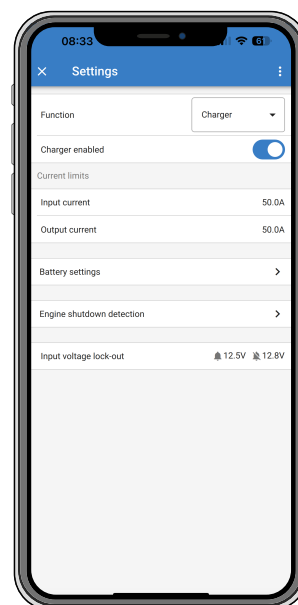 08:33
61
Settings
Function
Charger
Charger enabled
Current limits
Input current
50.0A
Output current
50.0A
Battery settings
Engine shutdown detection
Input voltage lock-out
12.5V 12.8V